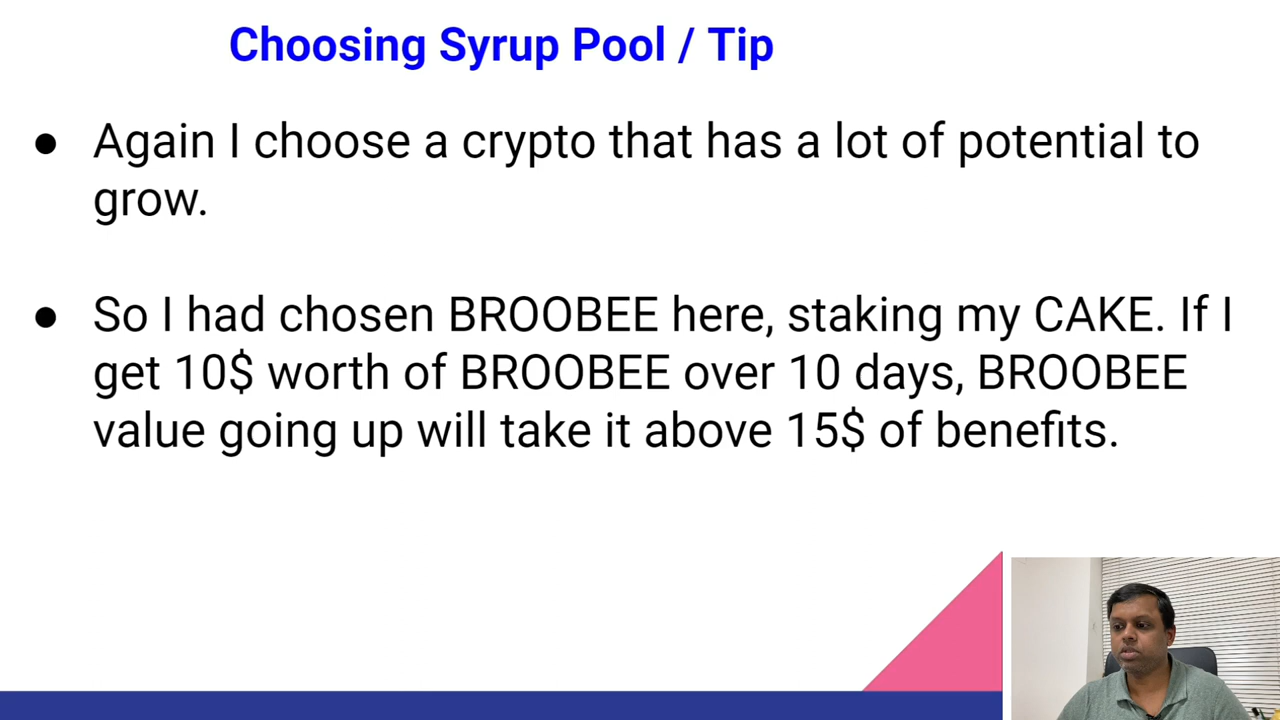 Choosing Syrup Pool / Tip
● Again I choose a crypto that has a lot of potential to
grow.
● So I had chosen BROOBEE here, staking my CAKE. If I
get 10$ worth of BROOBEE over 10 days, BROOBEE
value going up will take it above 15$ of benefits.